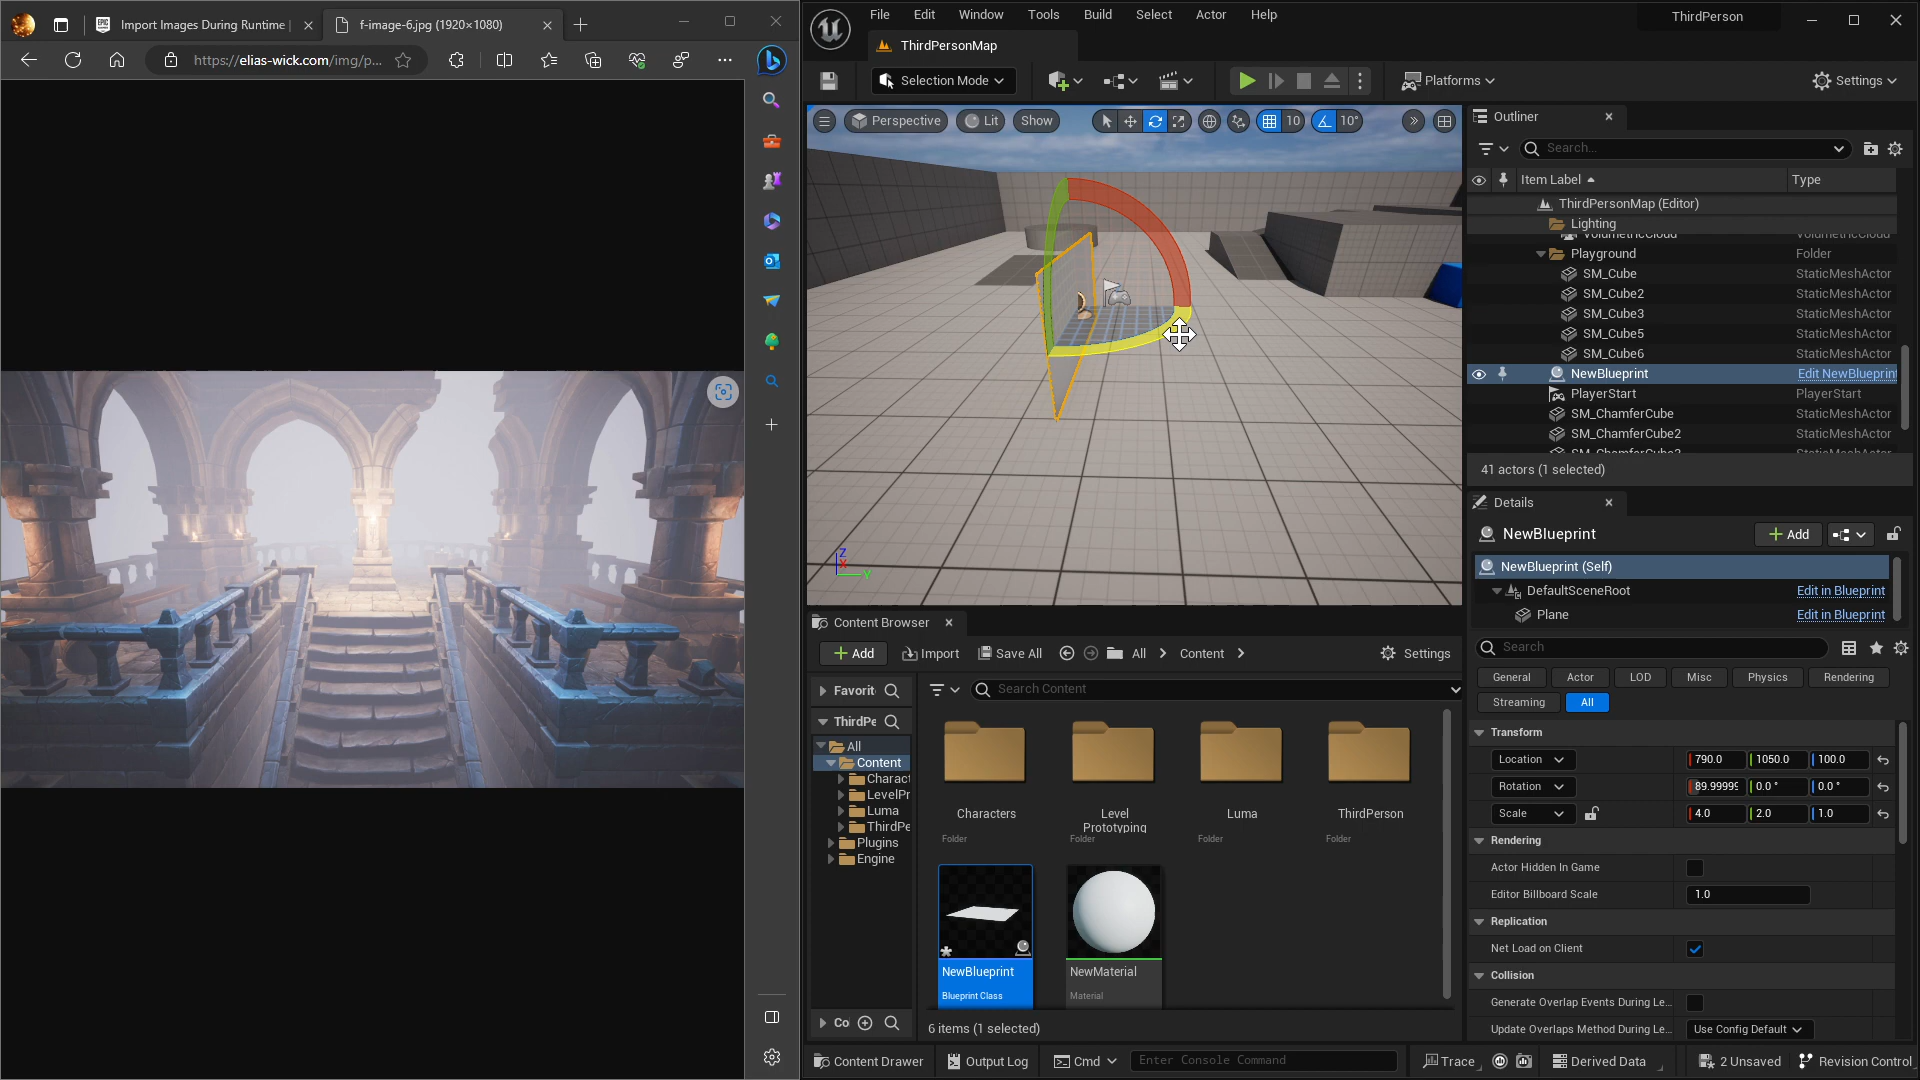 Import Images During Runtime |
f-image-6.jpg (1920×1080)
https://elias-wick.com/img/p...
File Edit Window Tools Build Select Actor Help
ThirdPerson
ThirdPersonMap
Selection Mode
Platforms
Settings
Perspective
Lit
Show
10
10°
Outliner
Search...
Item Label
Type
ThirdPersonMap (Editor)
Lighting
VolumetricCloud VolumetricCloud
Playground Folder
SM_Cube StaticMeshActor
SM_Cube2 StaticMeshActor
SM_Cube3 StaticMeshActor
SM_Cube5 StaticMeshActor
SM_Cube6 StaticMeshActor
NewBlueprint Edit NewBlueprint
PlayerStart PlayerStart
SM_ChamferCube StaticMeshActor
SM_ChamferCube2 StaticMeshActor
41 actors (1 selected)
Z
X
Y
Details
NewBlueprint
Add
NewBlueprint (Self)
DefaultSceneRoot Edit in Blueprint
Plane Edit in Blueprint
Search
General Actor LOD Misc Physics Rendering
Streaming All
Transform
Location 790.0 1050.0 100.0
Rotation 89.99999 0.0 ° 0.0 °
Scale 4.0 2.0 1.0
Rendering
Actor Hidden In Game
Editor Billboard Scale 1.0
Replication
Net Load on Client
Collision
Generate Overlap Events During Le...
Update Overlaps Method During Le... Use Config Default
Content Browser
Add Import Save All All Content Settings
Favorit
Search Content
ThirdPe
All
Content
Charact
LevelPr
Luma
ThirdPe
Plugins
Engine
Co
Characters
Folder
Level
Prototyping
Folder
Luma
Folder
ThirdPerson
Folder
NewBlueprint
Blueprint Class
NewMaterial
Material
6 items (1 selected)
Content Drawer Output Log Cmd Enter Console Command Trace Derived Data 2 Unsaved Revision Control